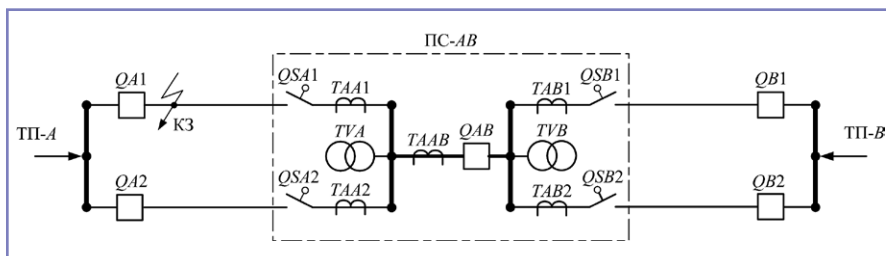 ПС-AB
QA1
QSA1
TAA1
QSB1
TAB1
QB1
КЗ
ТП-A
TVA
TAAB
QAB
TVB
ТП-B
QA2
QSA2
TAA2
TAB2
QSB2
QB2